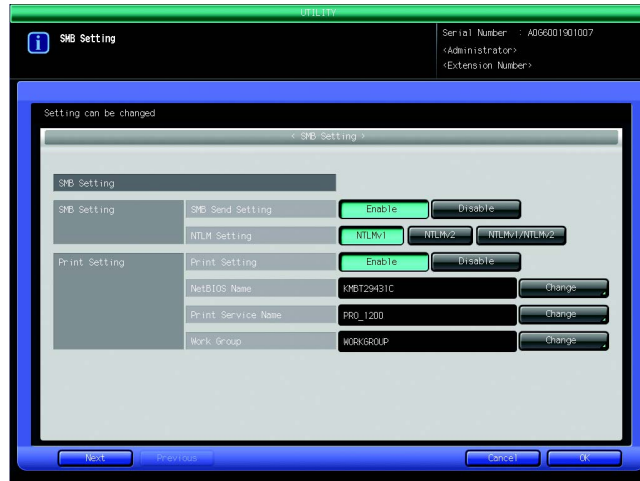 UTILITY
SMB Setting
Serial Number : A0G6001901007
<Administrator>
<Extension Number>
Setting can be changed
< SMB Setting >
SMB Setting
SMB Setting SMB Send Setting Enable Disable
NTLM Setting NTLMv1 NTLMv2 NTLMv1/NTLMv2
Print Setting Print Setting Enable Disable
NetBIOS Name KMBT29431C Change
Print Service Name PRO_1200 Change
Work Group WORKGROUP Change
Next Previous Cancel OK